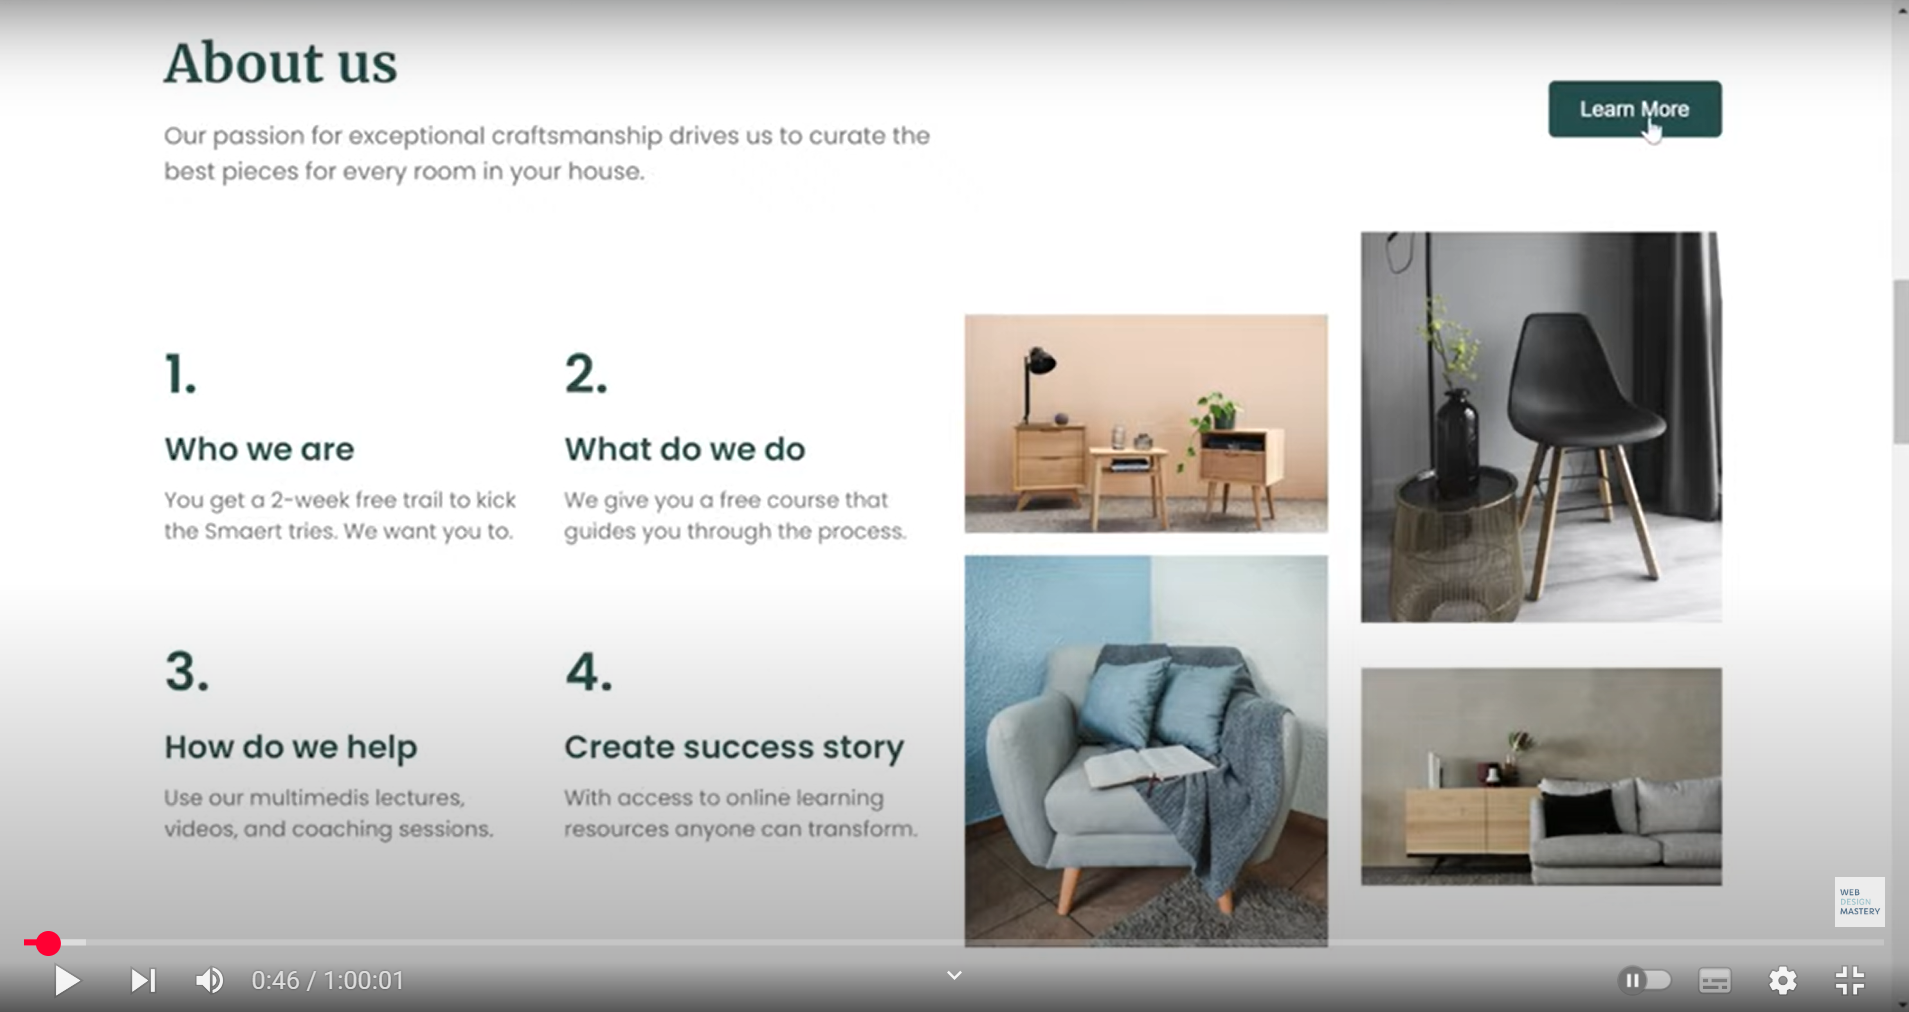 About us
Our passion for exceptional craftsmanship drives us to curate the
best pieces for every room in your house.
Learn More
1.
Who we are
You get a 2-week free trail to kick
the Smaert tries. We want you to.
2.
What do we do
We give you a free course that
guides you through the process.
3.
How do we help
Use our multimedis lectures,
videos, and coaching sessions.
4.
Create success story
With access to online learning
resources anyone can transform.
WEB
DESIGN
MASTERY
0:46 / 1:00:01